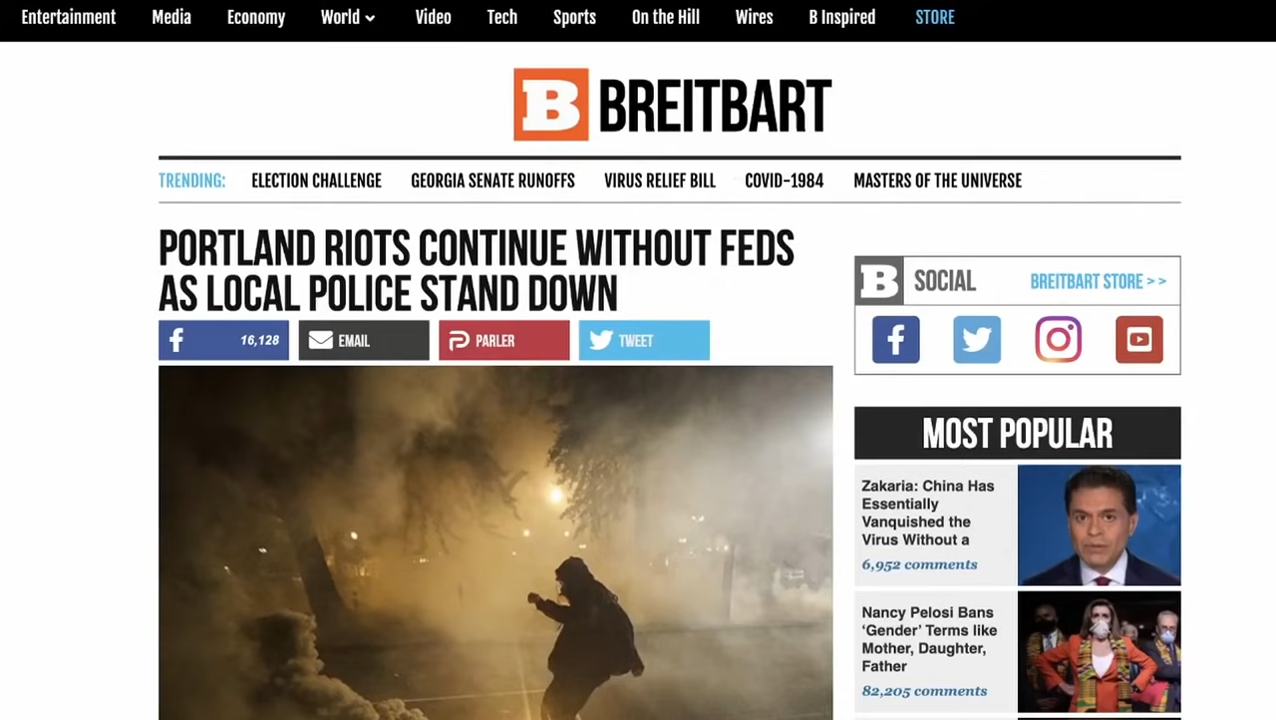 Entertainment Media Economy World Video Tech Sports On the Hill Wires B Inspired STORE
B BREITBART
TRENDING: ELECTION CHALLENGE GEORGIA SENATE RUNOFFS VIRUS RELIEF BILL COVID-1984 MASTERS OF THE UNIVERSE
PORTLAND RIOTS CONTINUE WITHOUT FEDS
AS LOCAL POLICE STAND DOWN
16,128 EMAIL PARLER TWEET
B SOCIAL BREITBART STORE >>
MOST POPULAR
Zakaria: China Has
Essentially
Vanquished the
Virus Without a
6,952 comments
Nancy Pelosi Bans
‘Gender’ Terms like
Mother, Daughter,
Father
82,205 comments